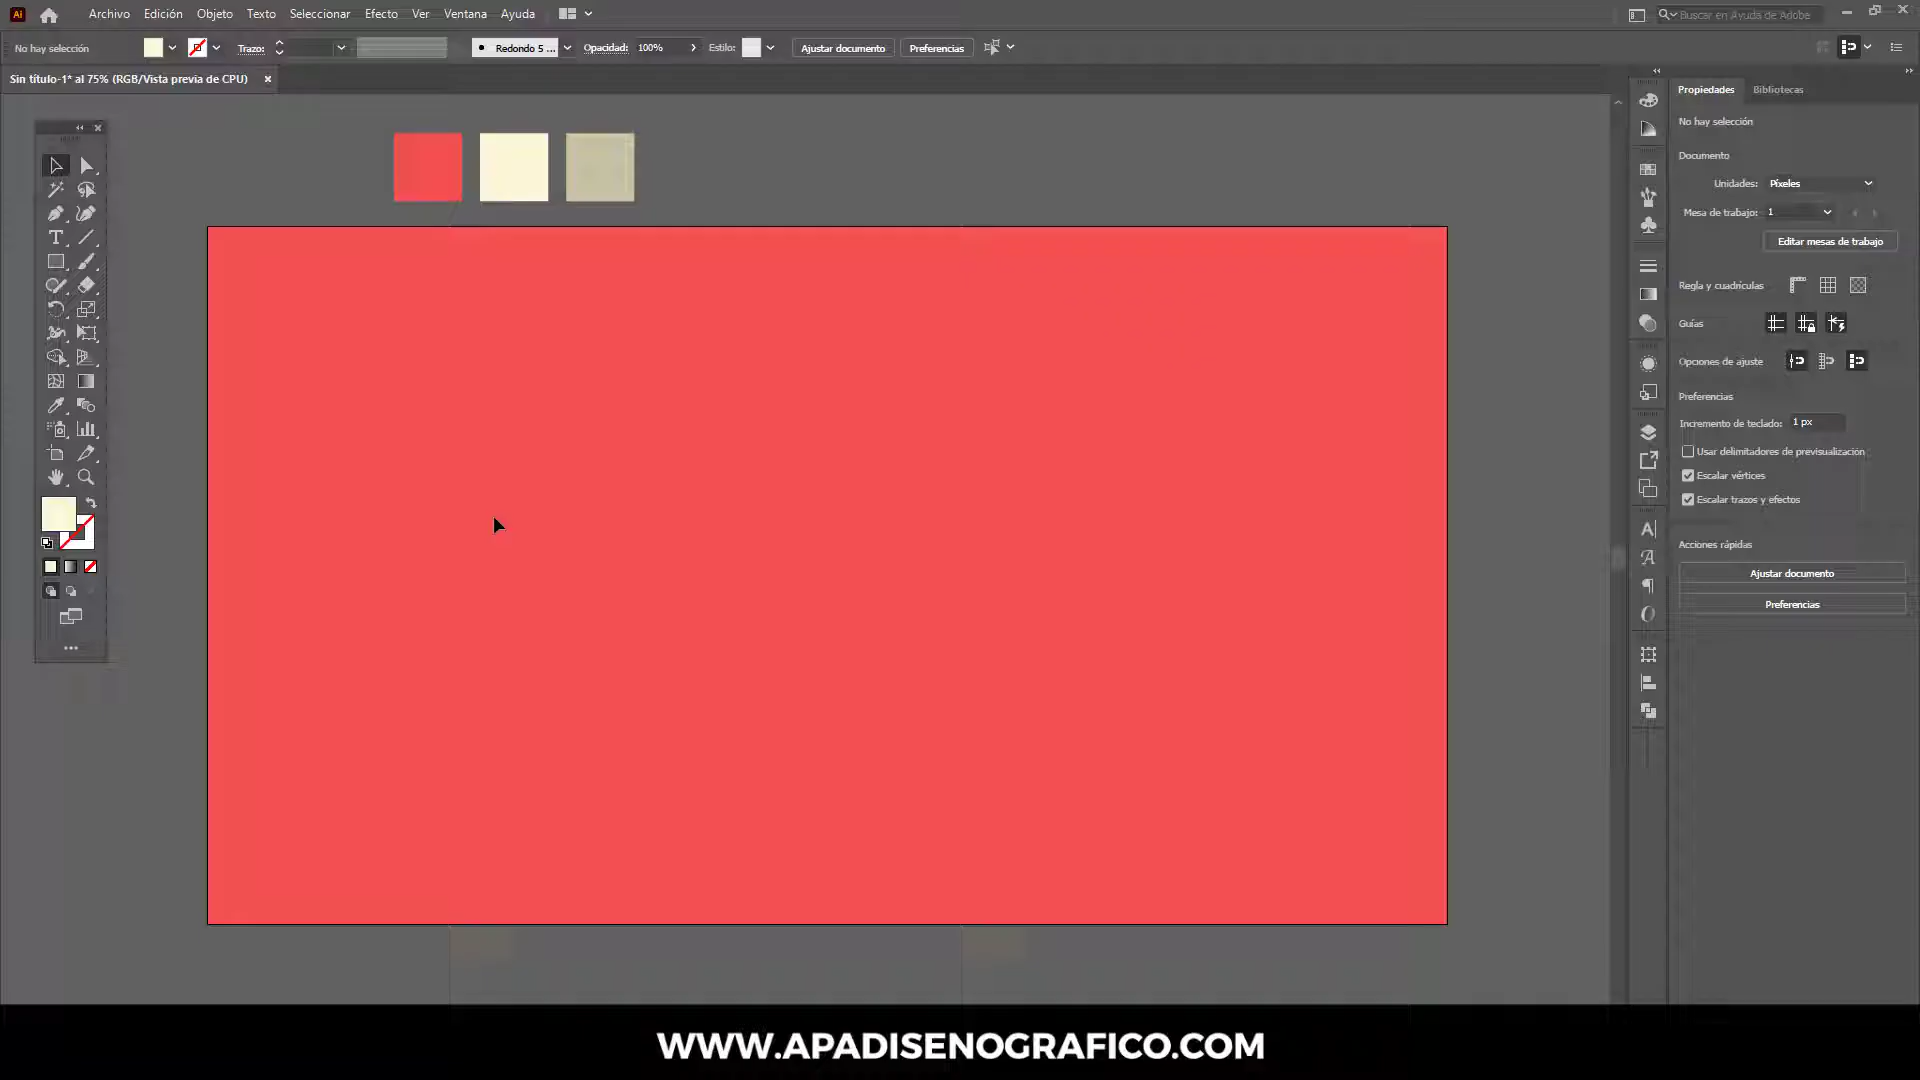 Ai Archivo Edición Objeto Texto Seleccionar Efecto Ver Ventana Ayuda Buscar en Ayuda de Adobe
No hay selección Trazo: Redondo 5 ... Opacidad: 100% Estilo: Ajustar documento Preferencias
Sin título-1* al 75% (RGB/Vista previa de CPU)
Propiedades Bibliotecas
No hay selección
Documento
Unidades: Píxeles
Mesa de trabajo: 1
Editar mesas de trabajo
Regla y cuadrículas
Guías
Opciones de ajuste
Preferencias
Incremento de teclado: 1 px
Usar delimitadores de previsualización
Escalar vértices
Escalar trazos y efectos
Acciones rápidas
Ajustar documento
Preferencias
WWW.APADISENOGRAFICO.COM